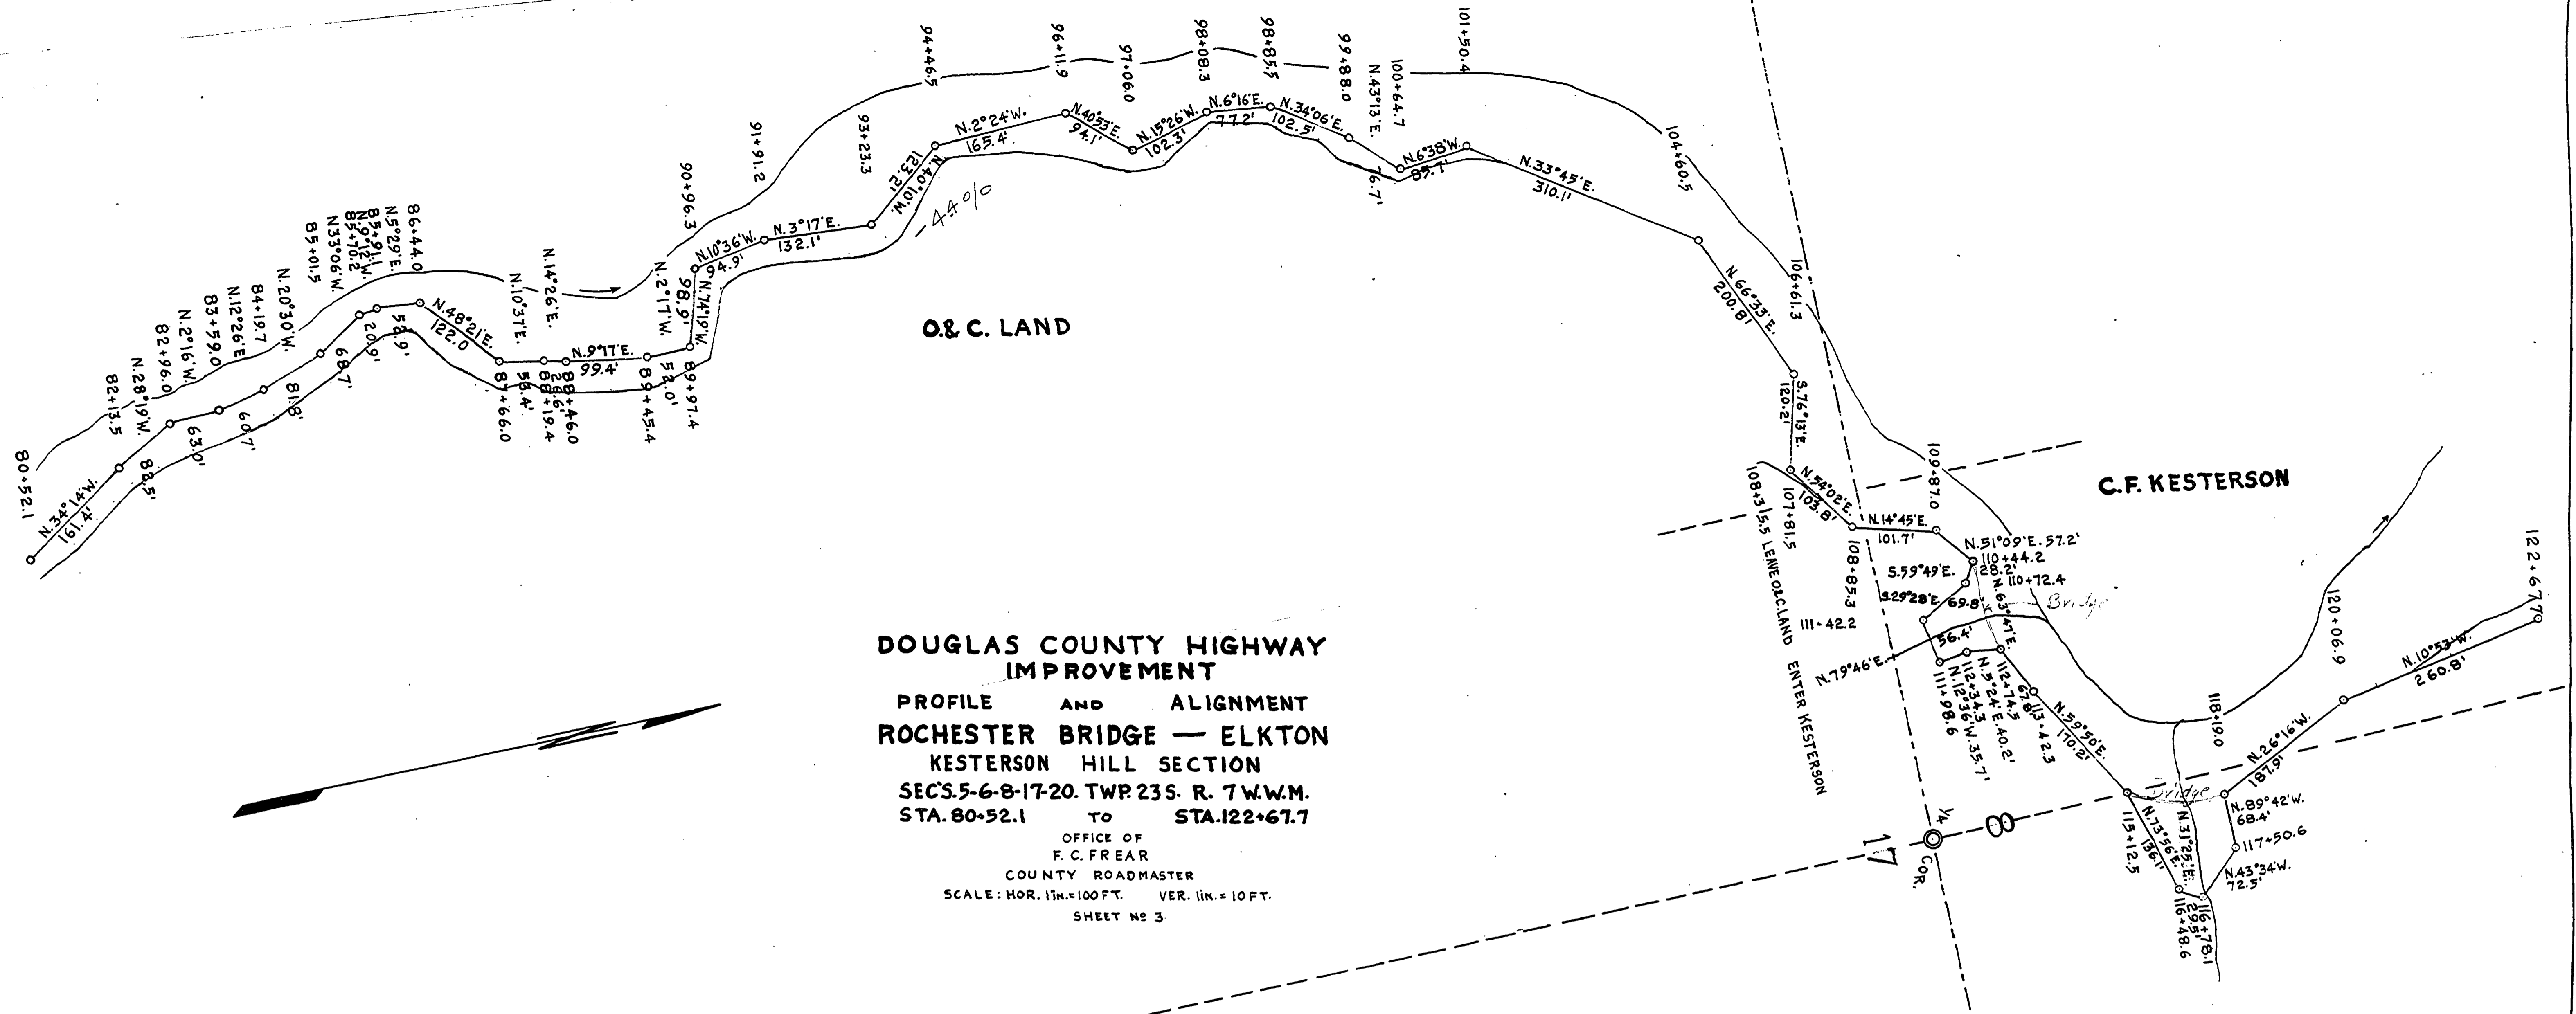 80+52.1
N.34°14'W.
161.4'
82+13.5
N.28°19'W.
82.5'
82+96.0
N.2°16'W.
63.0'
83+59.0
N.12°26'E
60.7'
84+19.7
N.20°30'W.
81.8'
85+01.5
N.33°06'W.
68.7'
85+70.2
N.9°12'W.
20.9'
85+91.1
N.5°29'E.
52.9'
86+44.0
N.48°21'E.
122.0
87+66.0
N.10°37'E.
53.4'
88+19.4
N.14°26'E.
26.6'
88+46.0
N.9°17'E.
99.4'
89+45.4
N.2°17'W.
52.0'
89+97.4
N.74°19'W.
98.9'
90+96.3
N.10°36'W.
94.9'
91+91.2
N.3°17'E.
132.1'
93+23.3
N.40°10'W.
123.2'
-44%
94+46.5
N.2°24'W.
165.4'
96+11.9
N.40°53'E.
94.1'
97+06.0
N.15°26'W.
102.3'
98+08.3
N.6°16'E.
77.2'
98+85.5
N.34°06'E.
102.5'
99+88.0
N.43°13'E.
76.7'
100+64.7
N.6°38'W.
85.7'
101+50.4
N.33°45'E.
310.1'
104+60.5
N.66°33'E.
200.8'
106+61.3
S.76°13'E.
120.2'
107+81.5
N.54°02'E.
103.8'
108+315.5 LEAVE O.&C. LAND ENTER KESTERSON
108+85.3
N.14°45'E.
101.7'
109+87.0
N.51°09'E. 57.2'
110+44.2
S.59°49'E.
28.2'
110+72.4
S.29°28'E. 69.8'
N.63°47'E.
Bridge
111+42.2
56.4'
N.79°46'E.
111+98.6
N.12°36'W. 35.7'
112+34.3
N.5°24'E. 40.2'
112+74.5
67.8'
113+42.3
N.59°50'E.
170.2'
115+12.5
N.73°56'E.
136.1'
116+48.6
N.31°25'E.
29.5'
116+78.1
N.43°34'W.
72.5'
117+50.6
N.89°42'W.
68.4'
Bridge
118+19.0
N.26°16'W.
187.9'
120+06.9
N.10°53'W.
260.8'
122+67.7
O.& C. LAND
C.F. KESTERSON
17
1/4
COR.
8
DOUGLAS COUNTY HIGHWAY
IMPROVEMENT
PROFILE AND ALIGNMENT
ROCHESTER BRIDGE — ELKTON
KESTERSON HILL SECTION
SEC'S. 5-6-8-17-20. TWP. 23 S. R. 7 W. W. M.
STA. 80+52.1 TO STA. 122+67.7
OFFICE OF
F. C. FREAR
COUNTY ROADMASTER
SCALE: HOR. 1 IN.=100 FT. VER. 1 IN.= 10 FT.
SHEET Nº 3